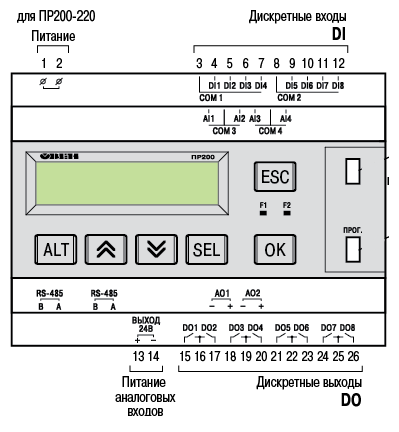 для ПР200-220
Питание
Дискретные входы
DI
1 2
3 4 5 6 7 8 9 10 11 12
DI1 DI2 DI3 DI4 DI5 DI6 DI7 DI8
COM 1 COM 2
AI1 AI2 AI3 AI4
COM 3 COM 4
ОВЕН
ПР200
ESC
F1 F2
ПРОГ.
ALT SEL OK
RS-485 RS-485 AO1 AO2
B A B A − + − +
ВЫХОД
24В
+ −
DO1 DO2 DO3 DO4 DO5 DO6 DO7 DO8
13 14 15 16 17 18 19 20 21 22 23 24 25 26
Питание
аналоговых
входов
Дискретные выходы
DO